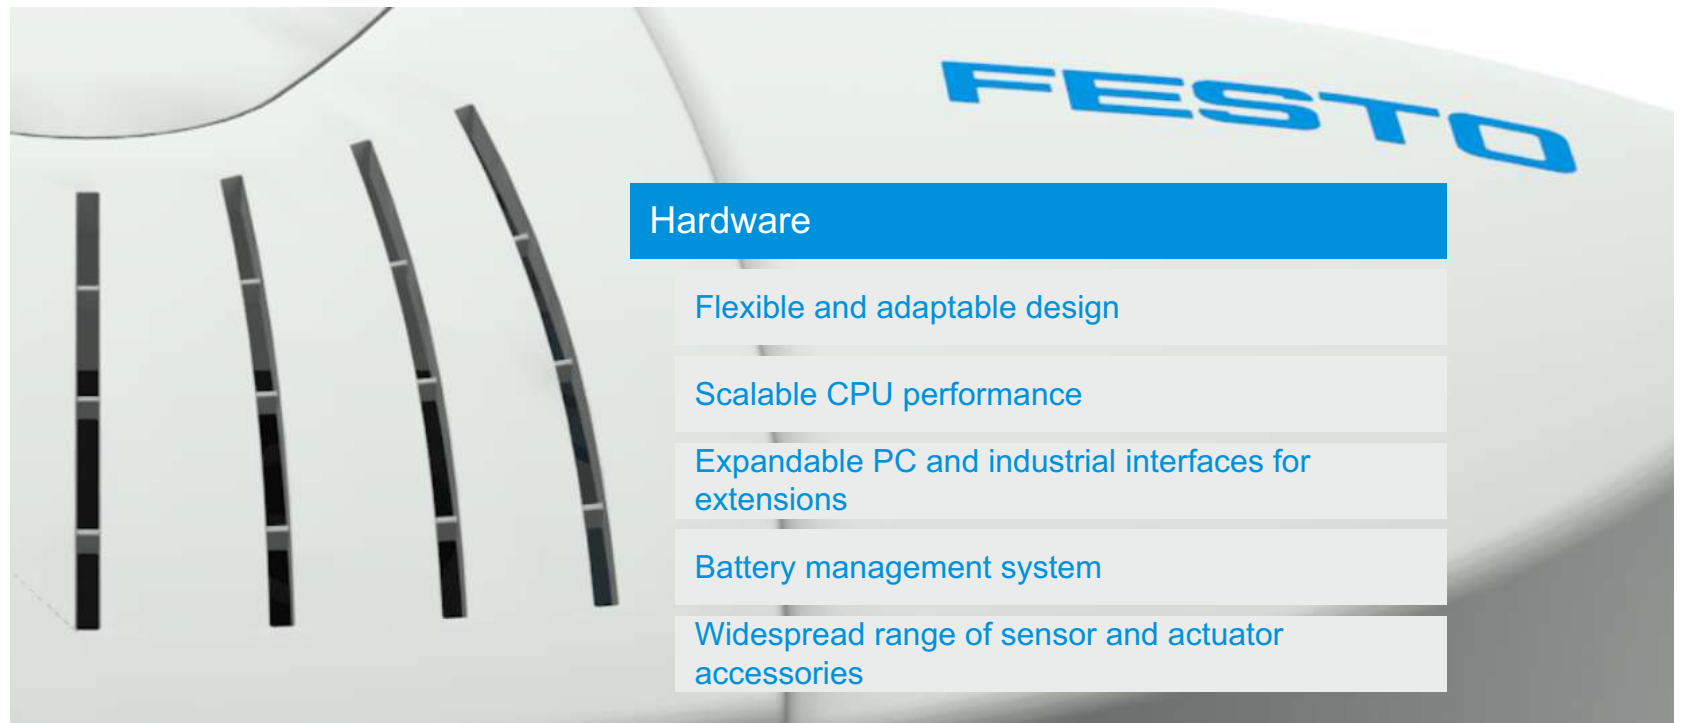 FESTO
Hardware
Flexible and adaptable design
Scalable CPU performance
Expandable PC and industrial interfaces for
extensions
Battery management system
Widespread range of sensor and actuator
accessories